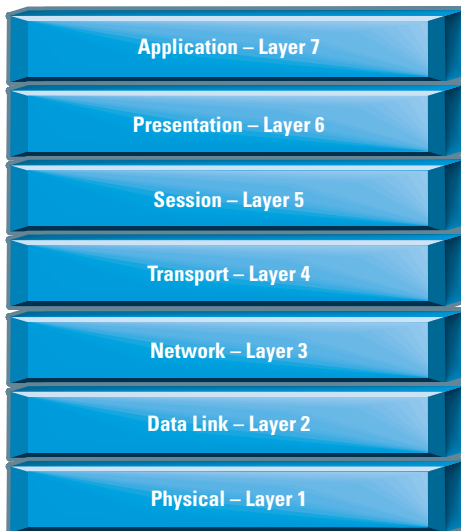 Application – Layer 7
Presentation – Layer 6
Session – Layer 5
Transport – Layer 4
Network – Layer 3
Data Link – Layer 2
Physical – Layer 1